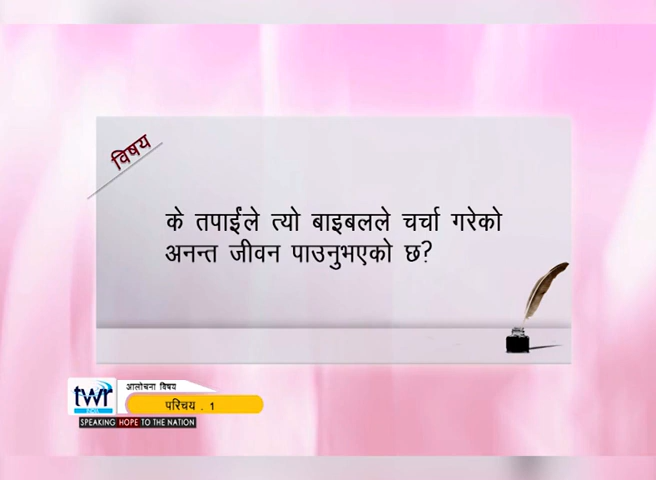 विषय
के तपाईंले त्यो बाइबलले चर्चा गरेको
अनन्त जीवन पाउनुभएको छ?
twr
आलोचना विषय
परिचय . 1
SPEAKING HOPE TO THE NATION